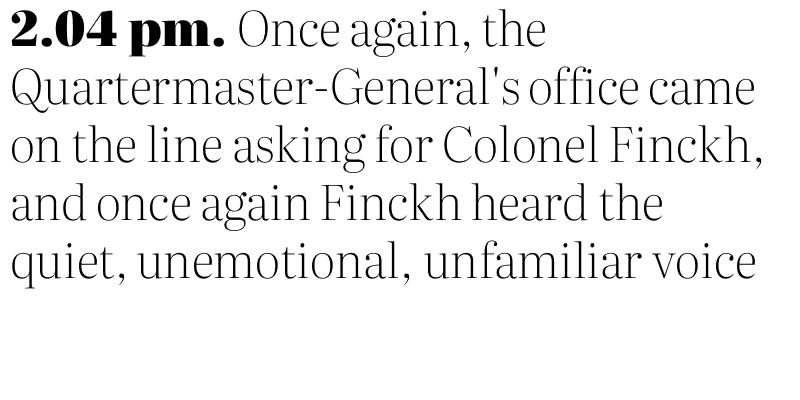 2.04 pm. Once again, the
Quartermaster-General's office came
on the line asking for Colonel Finckh,
and once again Finckh heard the
quiet, unemotional, unfamiliar voice